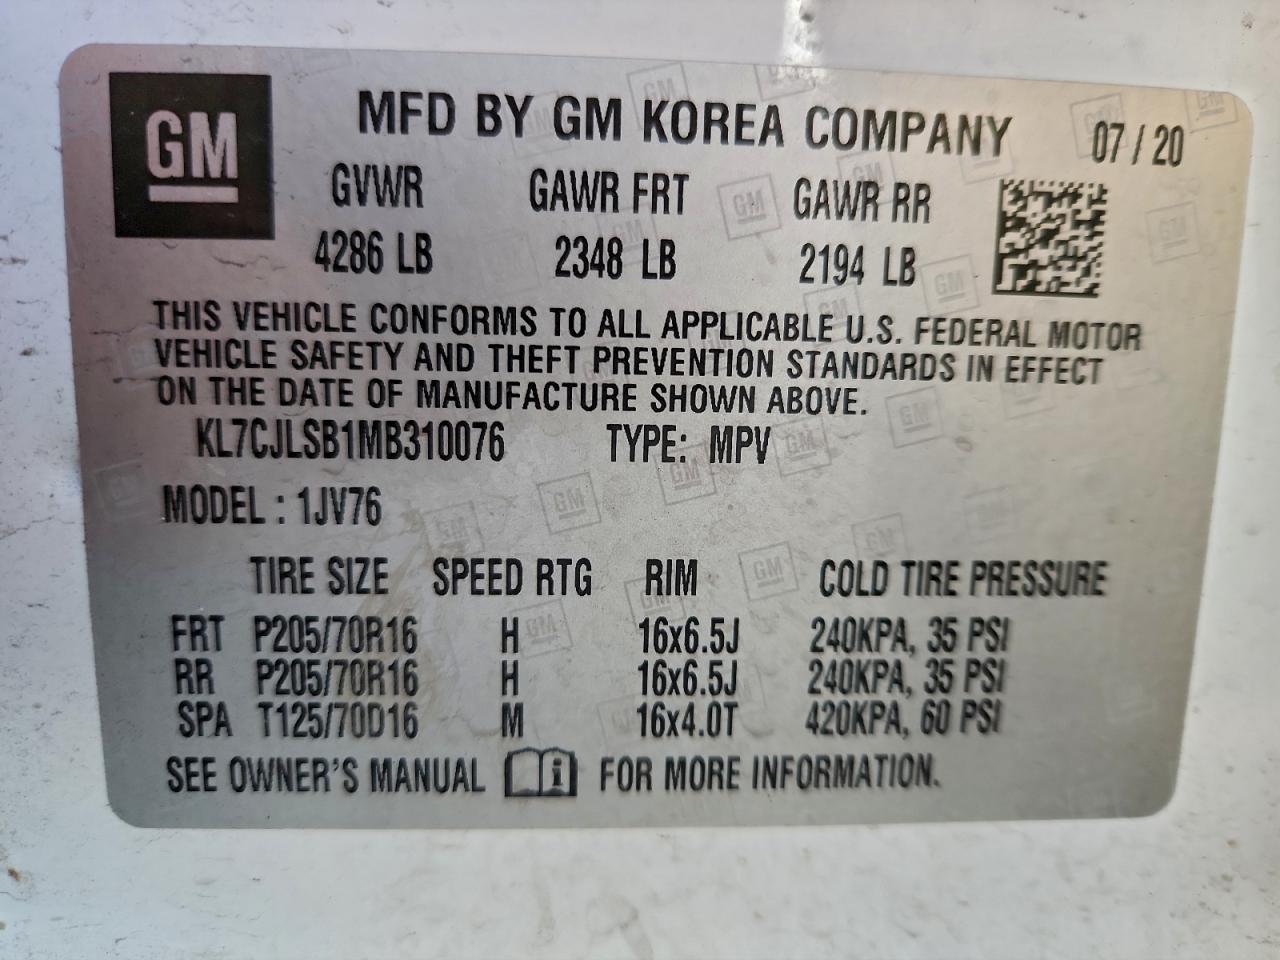 GM
MFD BY GM KOREA COMPANY 07 / 20
GVWR GAWR FRT GAWR RR
4286 LB 2348 LB 2194 LB
THIS VEHICLE CONFORMS TO ALL APPLICABLE U.S. FEDERAL MOTOR
VEHICLE SAFETY AND THEFT PREVENTION STANDARDS IN EFFECT
ON THE DATE OF MANUFACTURE SHOWN ABOVE.
KL7CJLSB1MB310076 TYPE: MPV
MODEL : 1JV76
TIRE SIZE SPEED RTG RIM COLD TIRE PRESSURE
FRT P205/70R16 H 16x6.5J 240KPA, 35 PSI
RR P205/70R16 H 16x6.5J 240KPA, 35 PSI
SPA T125/70D16 M 16x4.0T 420KPA, 60 PSI
SEE OWNER'S MANUAL i FOR MORE INFORMATION.